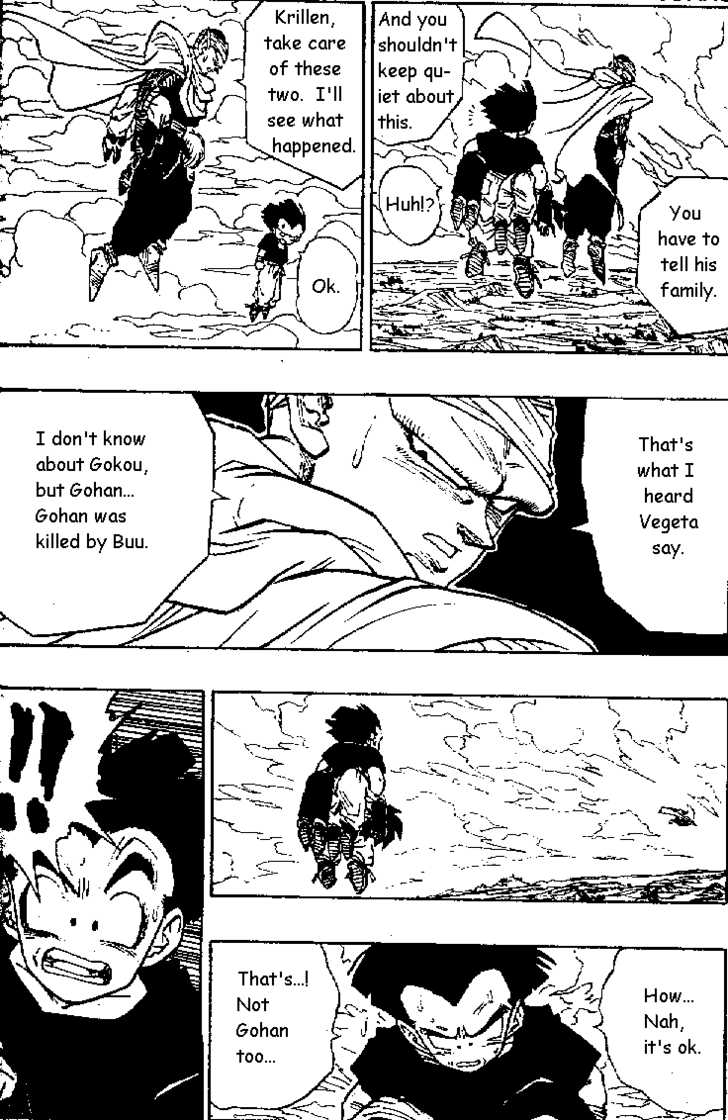 Krillen,
take care
of these
two. I'll
see what
happened.
Ok.
And you
shouldn't
keep qu-
iet about
this.
Huh!?
You
have to
tell his
family.
I don't know
about Gokou,
but Gohan...
Gohan was
killed by Buu.
That's
what I
heard
Vegeta
say.
!!
That's...!
Not
Gohan
too...
How...
Nah,
it's ok.